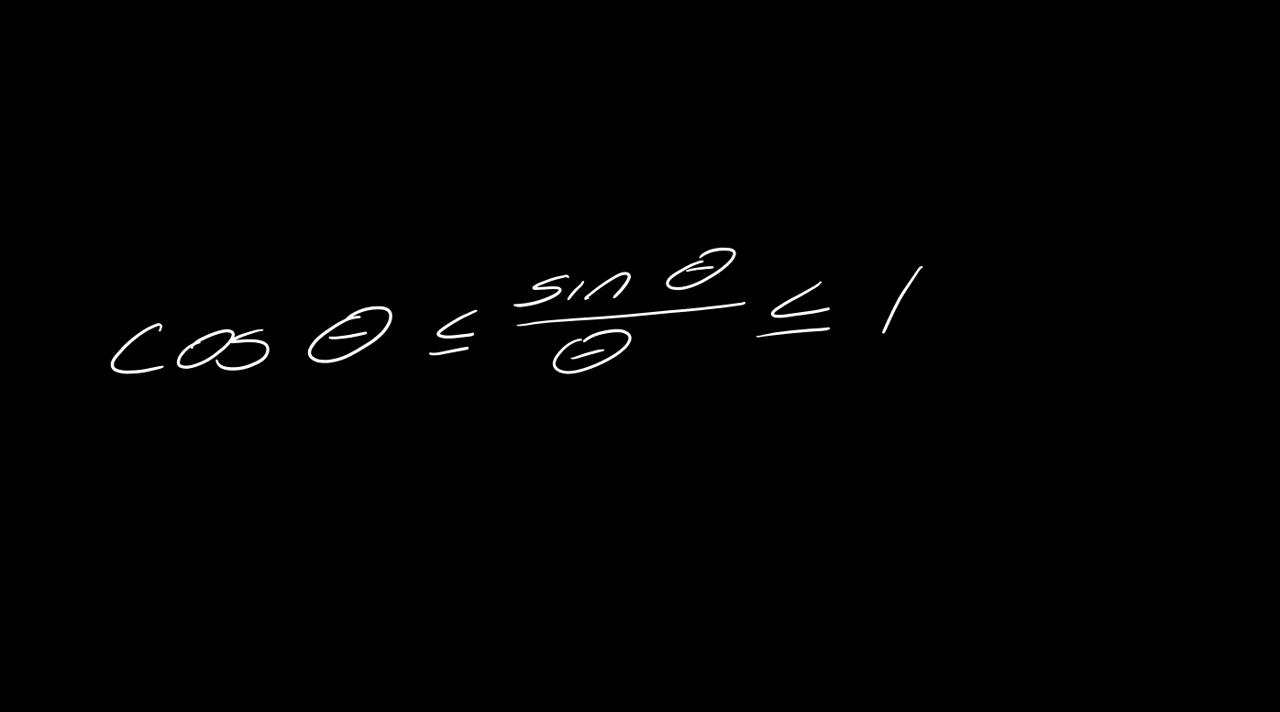 cos θ ≤ sin θ / θ ≤ 1